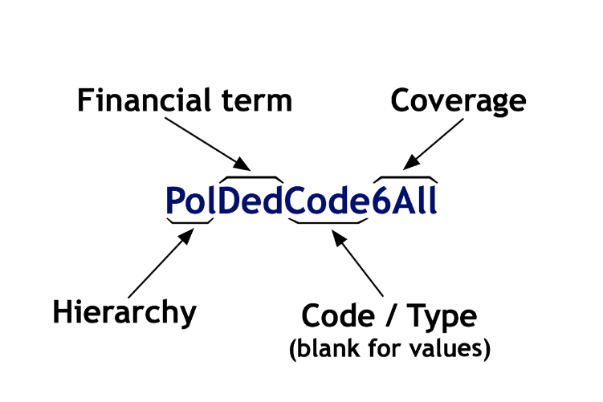 Financial term
Coverage
PolDedCode6All
Hierarchy
Code / Type
(blank for values)